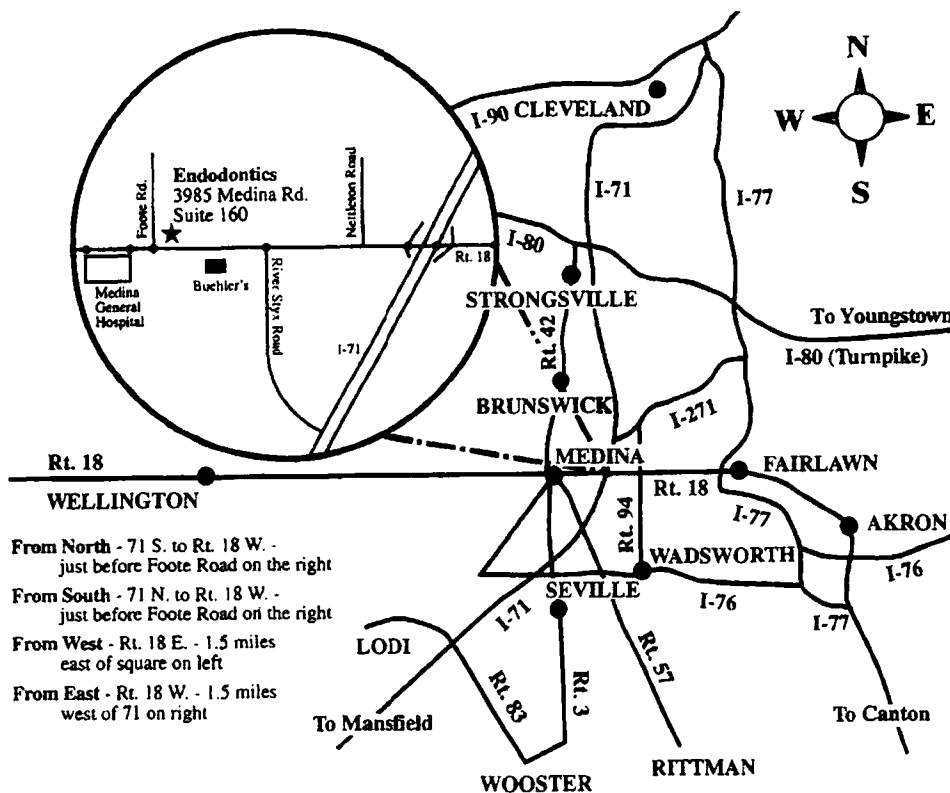 N
W
E
S
I-90 CLEVELAND
I-71
I-77
Endodontics
3985 Medina Rd.
Suite 160
Foote Rd.
Nettleton Road
Rt. 18
Medina
General
Hospital
Buehler's
River Styx Road
I-71
I-80
STRONGSVILLE
Rt. 42
To Youngstown
I-80 (Turnpike)
BRUNSWICK
I-271
Rt. 18
WELLINGTON
MEDINA
Rt. 18
FAIRLAWN
I-77
Rt. 94
AKRON
WADSWORTH
I-76
I-76
I-77
SEVILLE
I-71
LODI
Rt. 83
Rt. 3
Rt. 57
To Mansfield
To Canton
WOOSTER
RITTMAN
From North - 71 S. to Rt. 18 W. -
just before Foote Road on the right
From South - 71 N. to Rt. 18 W. -
just before Foote Road on the right
From West - Rt. 18 E. - 1.5 miles
east of square on left
From East - Rt. 18 W. - 1.5 miles
west of 71 on right